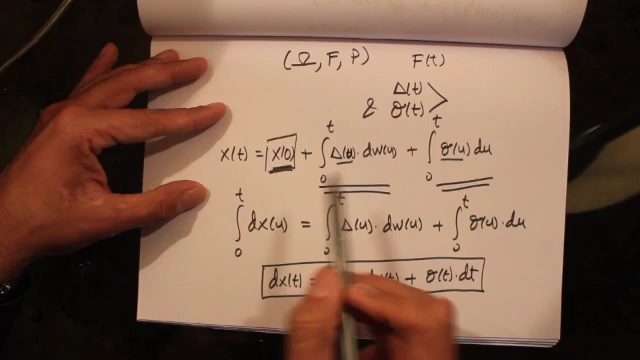 (Ω, F, P) F(t)
Δ(t)
& θ(t) >
x(t) = x(0) + ∫₀ᵗ Δ(t)·dw(u) + ∫₀ᵗ θ(u) du
∫₀ᵗ dx(u) = ∫₀ᵗ Δ(u)·dw(u) + ∫₀ᵗ θ(u)·du
dx(t) = + θ(t)·dt